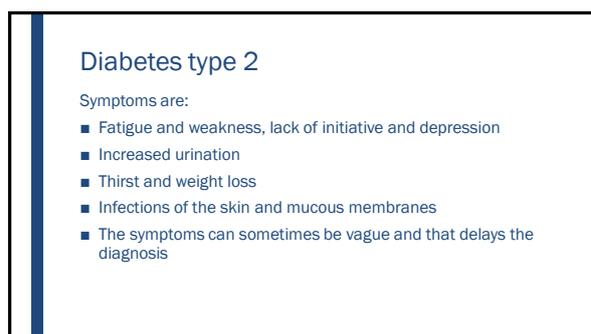 Diabetes type 2
Symptoms are:
■ Fatigue and weakness, lack of initiative and depression
■ Increased urination
■ Thirst and weight loss
■ Infections of the skin and mucous membranes
■ The symptoms can sometimes be vague and that delays the
diagnosis